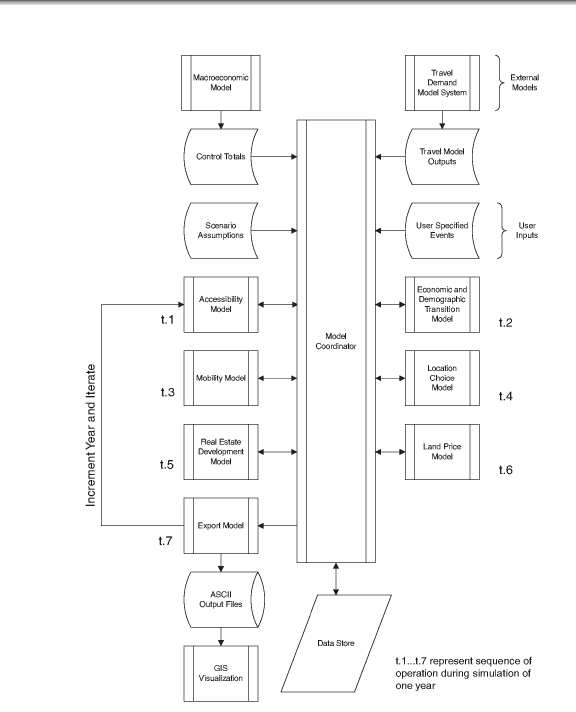 Macroeconomic
Model
Travel
Demand
Model System
External
Models
Control Totals
Travel Model
Outputs
Scenario
Assumptions
User Specified
Events
User
Inputs
Accessibility
Model
t.1
Economic and
Demographic
Transition
Model
t.2
Model
Coordinator
Mobility Model
t.3
Location
Choice
Model
t.4
Increment Year and Iterate
Real Estate
Development
Model
t.5
Land Price
Model
t.6
Export Model
t.7
ASCII
Output Files
Data Store
GIS
Visualization
t.1...t.7 represent sequence of
operation during simulation of
one year